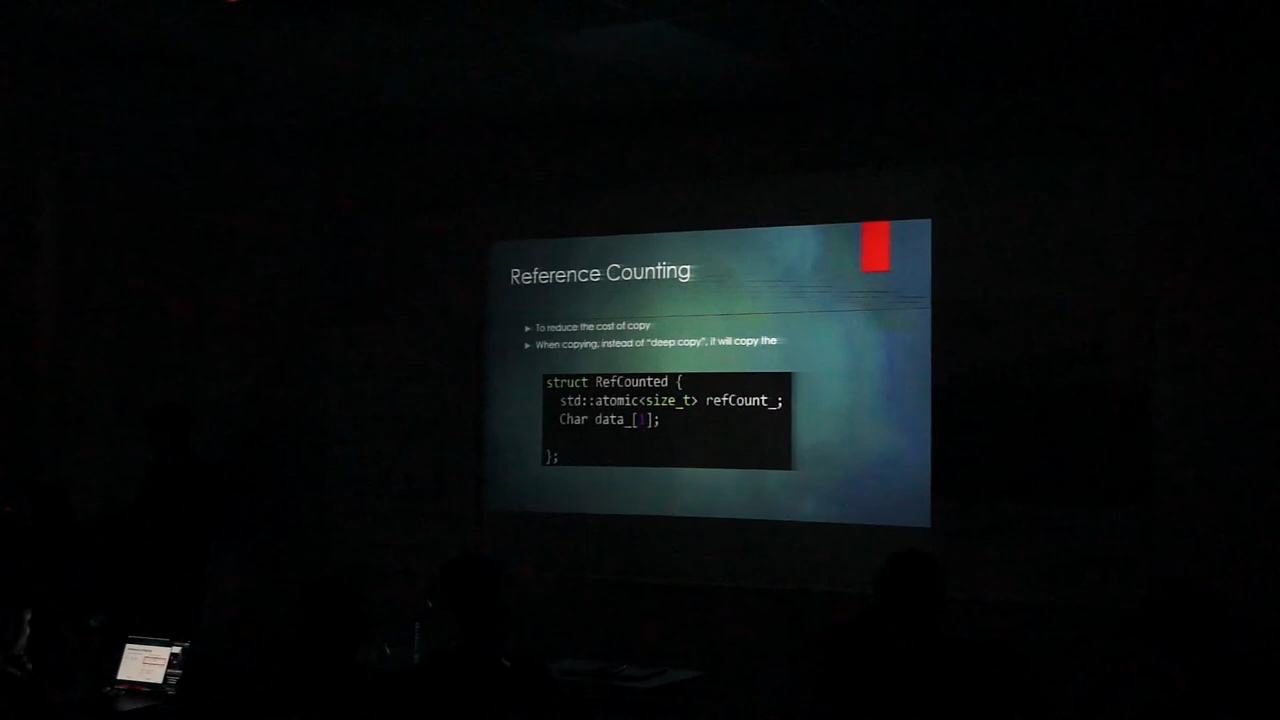 Reference Counting
To reduce the cost of copy
When copying, instead of "deep copy", it will copy the
struct RefCounted {
std::atomic<size_t> refCount_;
Char data_[1];
};